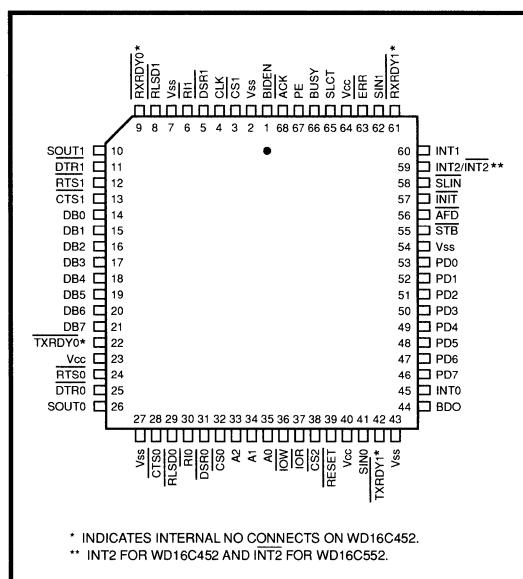 RXRDY0*
RLSD1
Vss
RI1
DSR1
CLK
CS1
Vss
BIDEN
ACK
PE
BUSY
SLCT
Vcc
ERR
SIN1
RXRDY1*
9 8 7 6 5 4 3 2 1 68 67 66 65 64 63 62 61
SOUT1 10
DTR1 11
RTS1 12
CTS1 13
DB0 14
DB1 15
DB2 16
DB3 17
DB4 18
DB5 19
DB6 20
DB7 21
TXRDY0* 22
Vcc 23
RTS0 24
DTR0 25
SOUT0 26
60 INT1
59 INT2/INT2 **
58 SLIN
57 INIT
56 AFD
55 STB
54 Vss
53 PD0
52 PD1
51 PD2
50 PD3
49 PD4
48 PD5
47 PD6
46 PD7
45 INT0
44 BDO
27 28 29 30 31 32 33 34 35 36 37 38 39 40 41 42 43
Vss
CTS0
RLSD0
RI0
DSR0
CS0
A2
A1
A0
IOW
IOR
CS2
RESET
Vcc
SIN0
TXRDY1*
Vss
* INDICATES INTERNAL NO CONNECTS ON WD16C452.
** INT2 FOR WD16C452 AND INT2 FOR WD16C552.